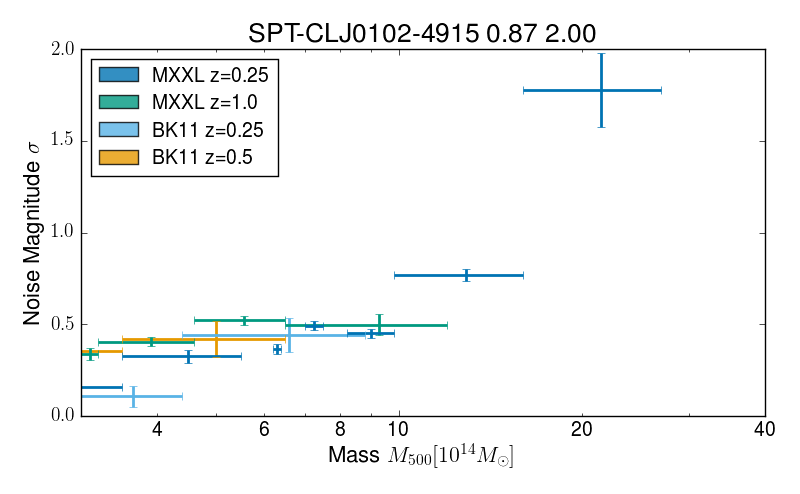 SPT-CLJ0102-4915 0.87 2.00
2.0
1.5
1.0
0.5
0.0
Noise Magnitude σ
MXXL z=0.25
MXXL z=1.0
BK11 z=0.25
BK11 z=0.5
4 6 8 10 20 40
Mass M₅₀₀[10¹⁴M☉]